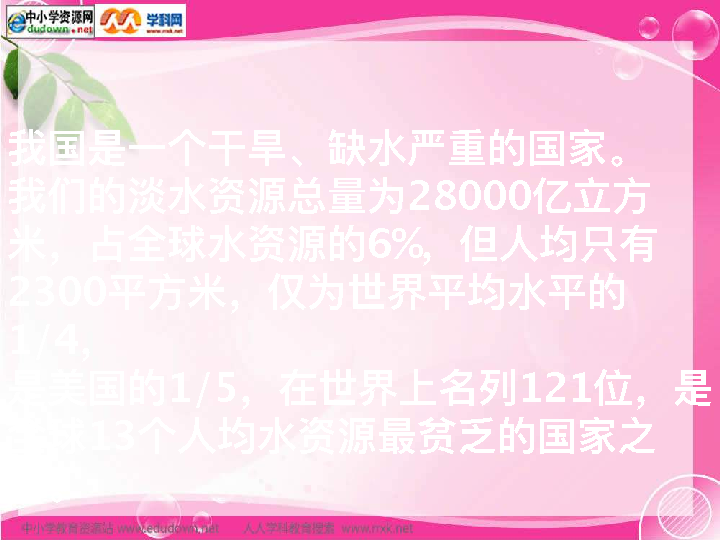 中小学资源网
edudown.net
学科网
www.rrxk.net
我国是一个干旱、缺水严重的国家。
我们的淡水资源总量为28000亿立方
米，占全球水资源的6%，但人均只有
2300平方米，仅为世界平均水平的
1/4，
是美国的1/5，在世界上名列121位，是
全球13个人均水资源最贫乏的国家之
中小学教育资源站 www.edudown.net 人人学科教育搜索 www.rrxk.net